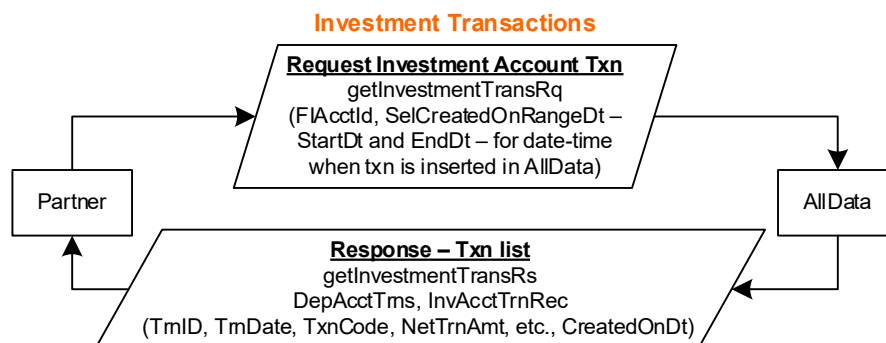 Investment Transactions
Request Investment Account Txn
getInvestmentTransRq
(FIAcctId, SelCreatedOnRangeDt –
StartDt and EndDt – for date-time
when txn is inserted in AllData)
Partner
AllData
Response – Txn list
getInvestmentTransRs
DepAcctTrns, InvAcctTrnRec
(TrnID, TrnDate, TxnCode, NetTrnAmt, etc., CreatedOnDt)